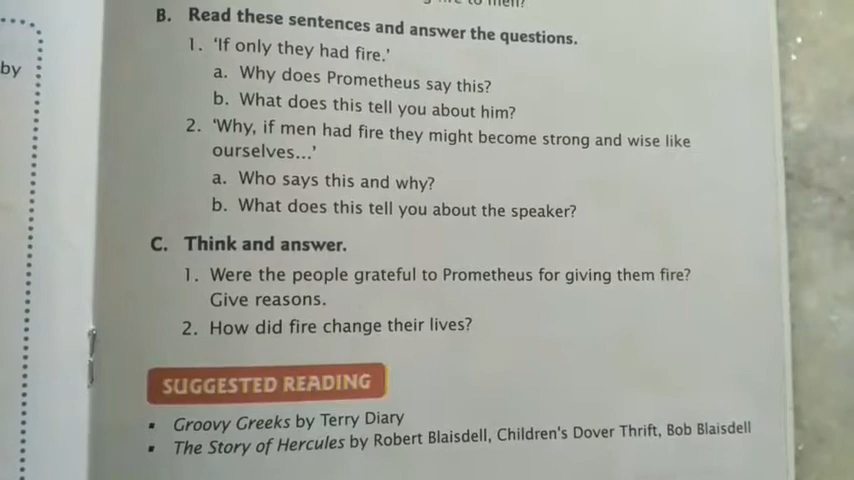 to men?
B. Read these sentences and answer the questions.
by
1. 'If only they had fire.'
a. Why does Prometheus say this?
b. What does this tell you about him?
2. 'Why, if men had fire they might become strong and wise like
ourselves...'
a. Who says this and why?
b. What does this tell you about the speaker?
C. Think and answer.
1. Were the people grateful to Prometheus for giving them fire?
Give reasons.
2. How did fire change their lives?
SUGGESTED READING
▪ Groovy Greeks by Terry Diary
▪ The Story of Hercules by Robert Blaisdell, Children's Dover Thrift, Bob Blaisdell